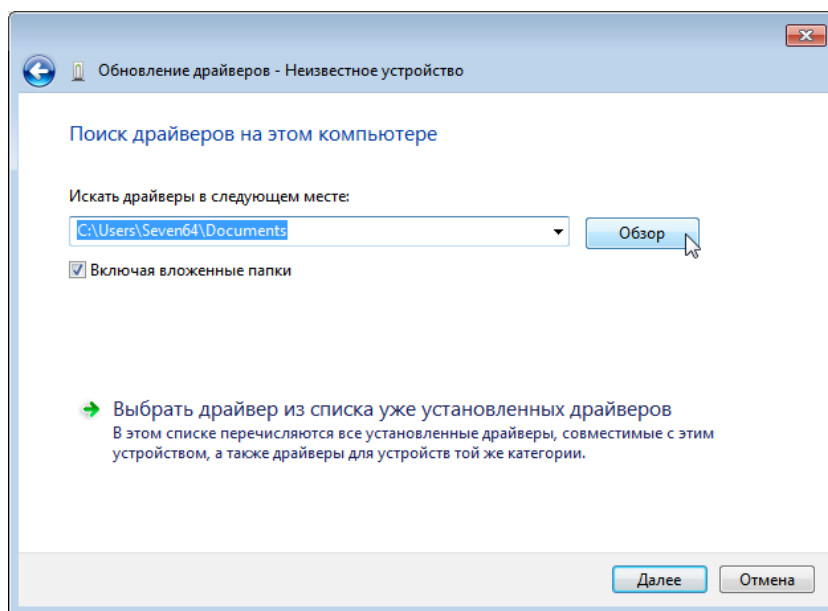 Обновление драйверов - Неизвестное устройство
Поиск драйверов на этом компьютере
Искать драйверы в следующем месте:
C:\Users\Seven64\Documents
Обзор
Включая вложенные папки
Выбрать драйвер из списка уже установленных драйверов
В этом списке перечисляются все установленные драйверы, совместимые с этим
устройством, а также драйверы для устройств той же категории.
Далее
Отмена